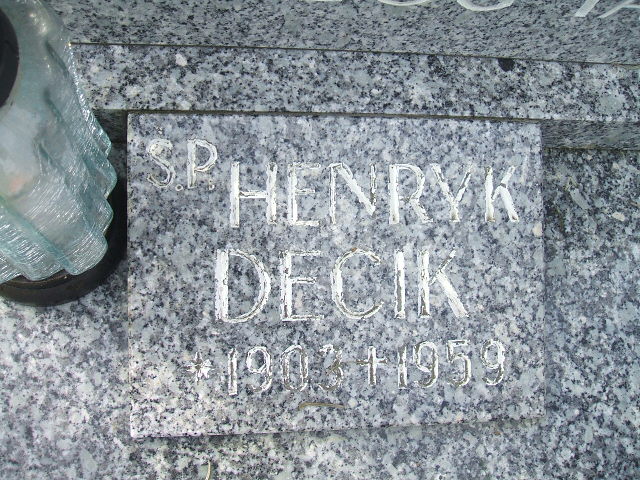 Ś.P. HENRYK
DECIK
* 1903 + 1959